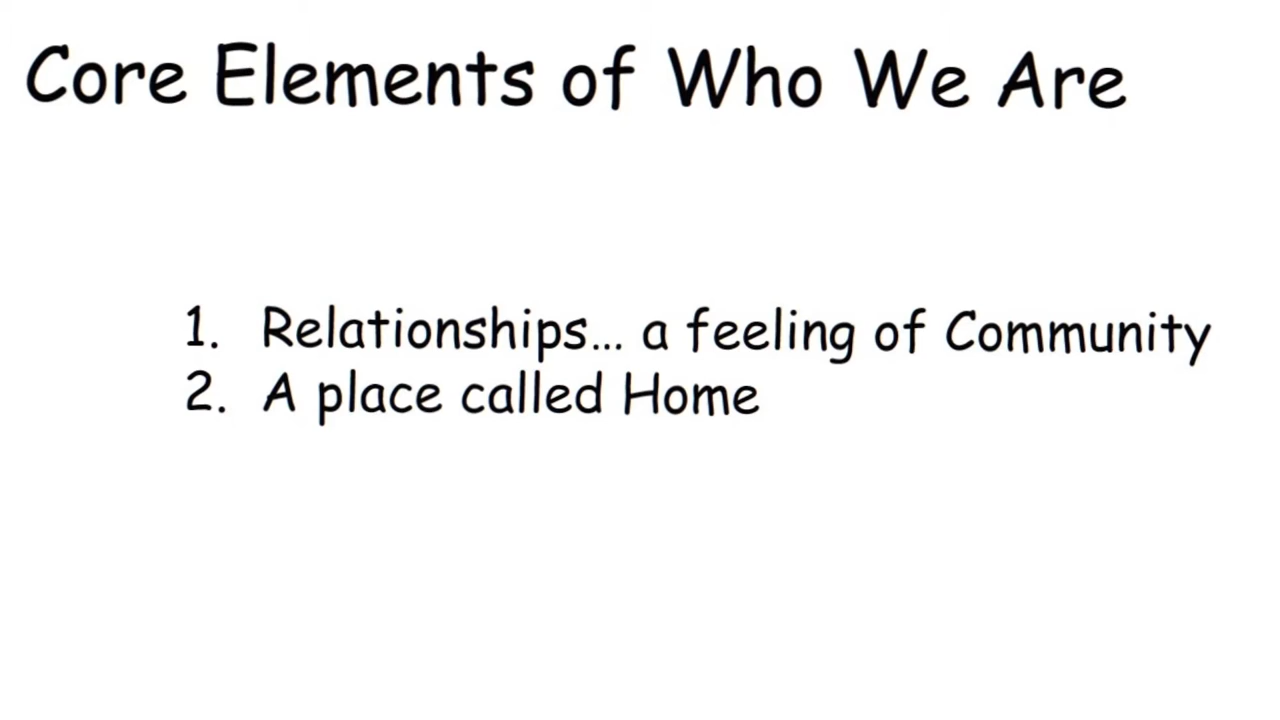 Core Elements of Who We Are
1. Relationships... a feeling of Community
2. A place called Home